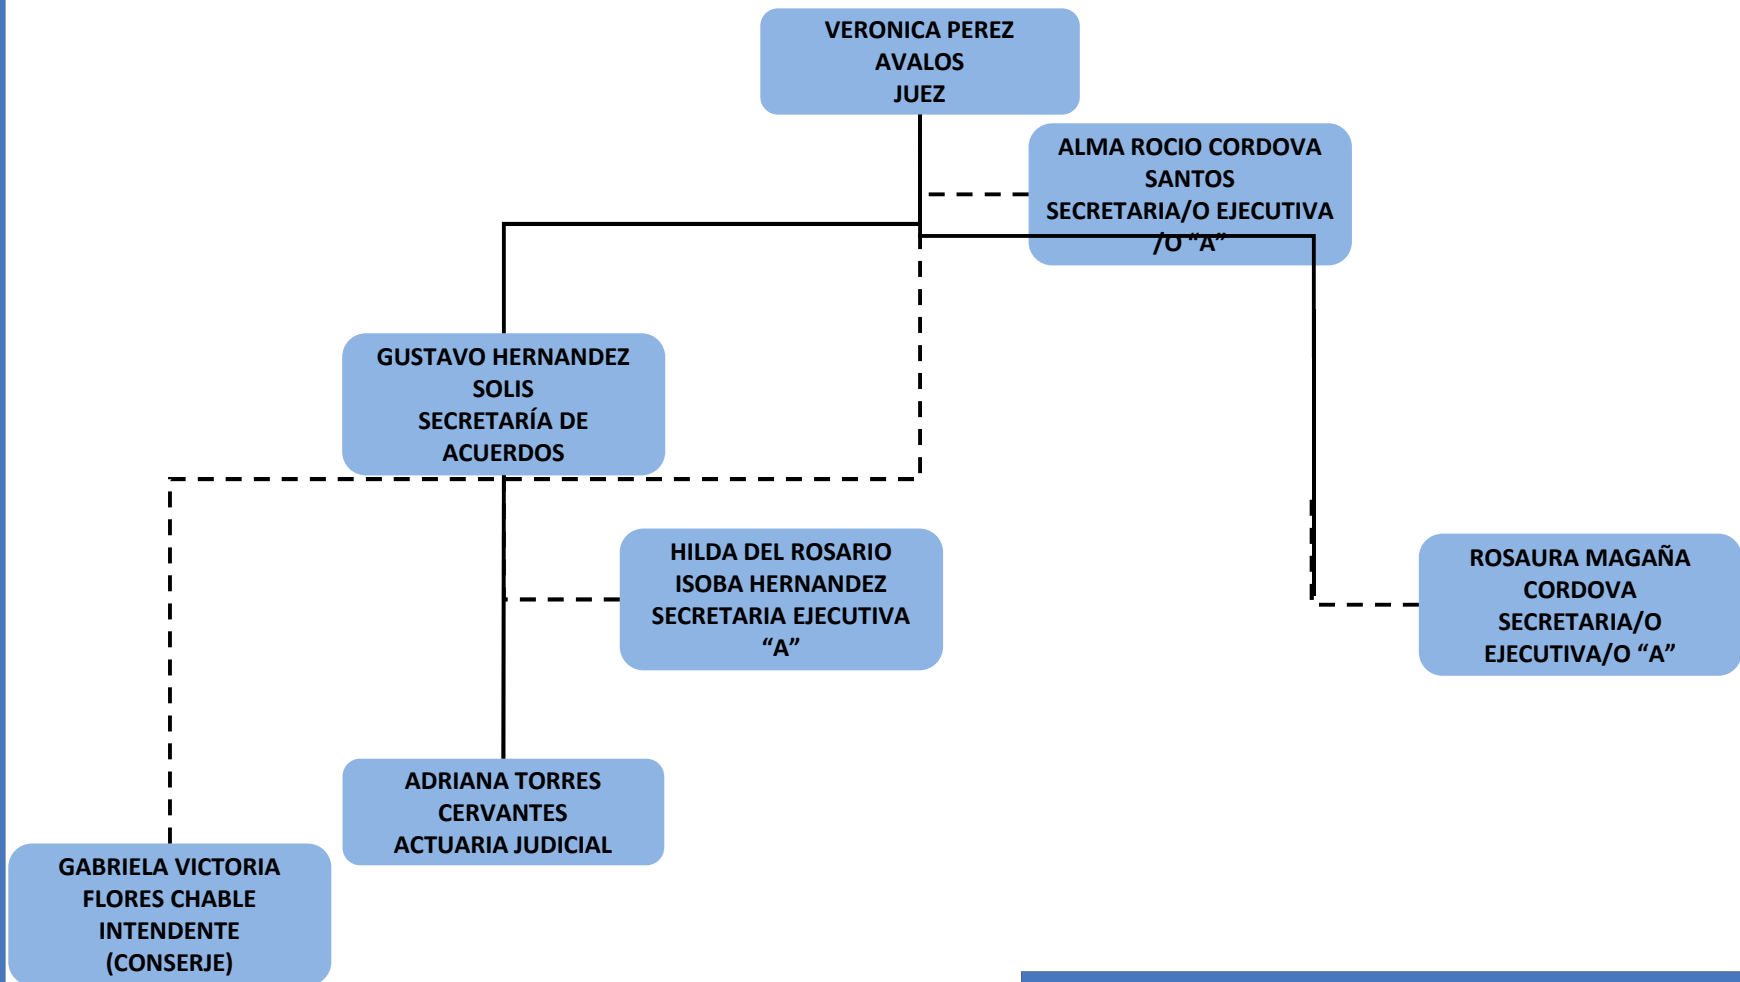 VERONICA PEREZ
AVALOS
JUEZ
ALMA ROCIO CORDOVA
SANTOS
SECRETARIA/O EJECUTIVA
/O “A”
GUSTAVO HERNANDEZ
SOLIS
SECRETARÍA DE
ACUERDOS
HILDA DEL ROSARIO
ISOBA HERNANDEZ
SECRETARIA EJECUTIVA
“A”
ROSAURA MAGAÑA
CORDOVA
SECRETARIA/O
EJECUTIVA/O “A”
ADRIANA TORRES
CERVANTES
ACTUARIA JUDICIAL
GABRIELA VICTORIA
FLORES CHABLE
INTENDENTE
(CONSERJE)